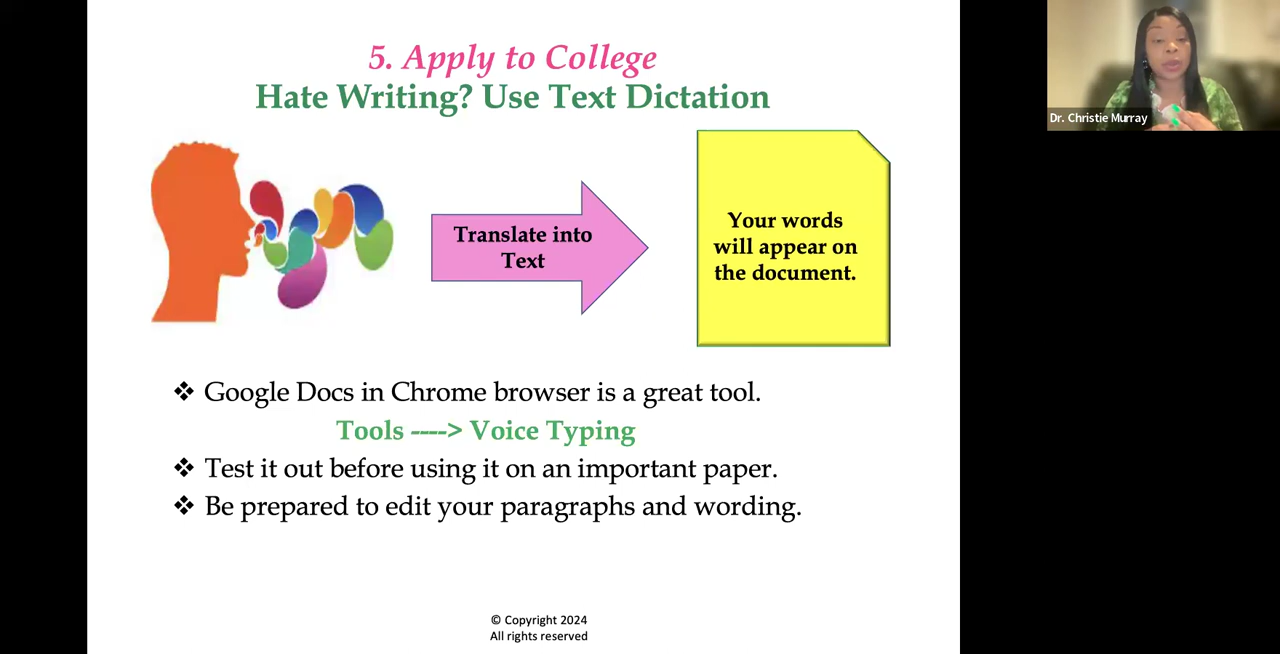 5. Apply to College
Hate Writing? Use Text Dictation
Translate into
Text
Your words
will appear on
the document.
❖ Google Docs in Chrome browser is a great tool.
Tools ----> Voice Typing
❖ Test it out before using it on an important paper.
❖ Be prepared to edit your paragraphs and wording.
© Copyright 2024
All rights reserved
Dr. Christie Murray